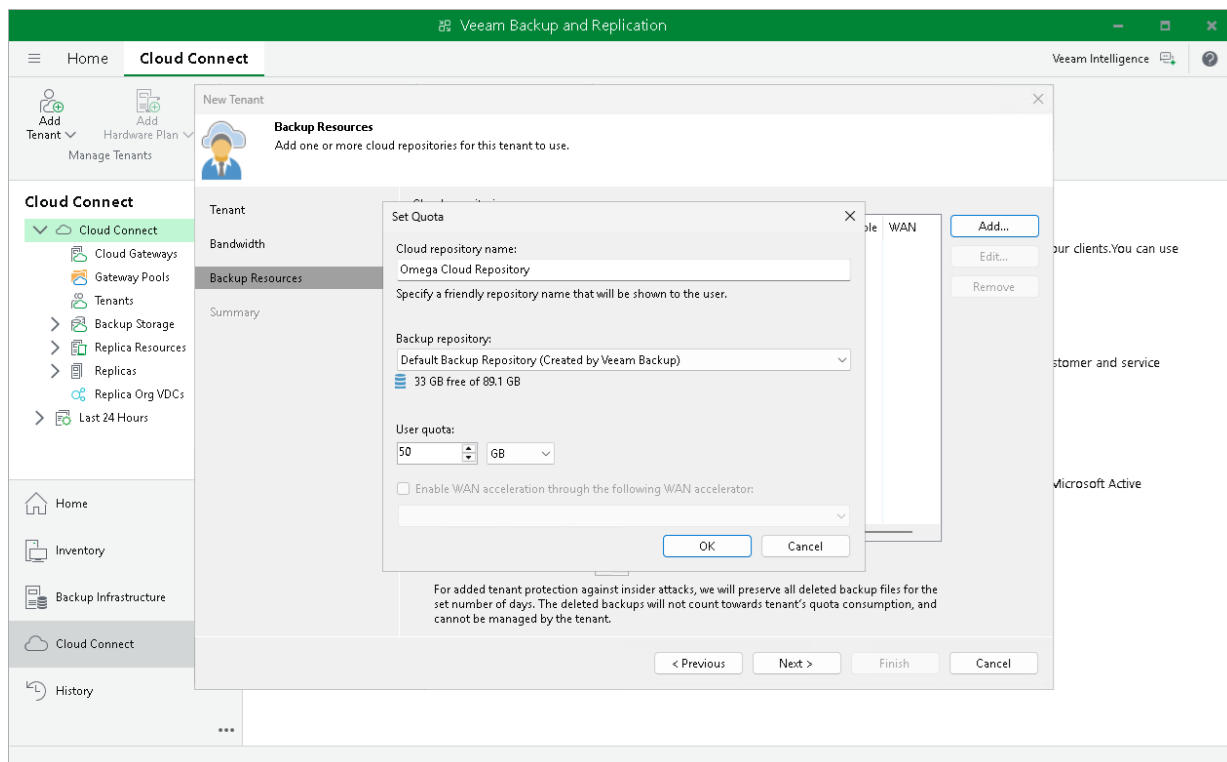 Veeam Backup and Replication
Home
Cloud Connect
Veeam Intelligence
Add
Tenant
Add
Hardware Plan
Manage Tenants
Cloud Connect
Cloud Connect
Cloud Gateways
Gateway Pools
Tenants
Backup Storage
Replica Resources
Replicas
Replica Org VDCs
Last 24 Hours
Home
Inventory
Backup Infrastructure
Cloud Connect
History
New Tenant
Backup Resources
Add one or more cloud repositories for this tenant to use.
Tenant
Bandwidth
Backup Resources
Summary
WAN
Add...
Edit...
Remove
Set Quota
Cloud repository name:
Omega Cloud Repository
Specify a friendly repository name that will be shown to the user.
Backup repository:
Default Backup Repository (Created by Veeam Backup)
33 GB free of 89.1 GB
User quota:
50
GB
Enable WAN acceleration through the following WAN accelerator:
OK
Cancel
For added tenant protection against insider attacks, we will preserve all deleted backup files for the
set number of days. The deleted backups will not count towards tenant's quota consumption, and
cannot be managed by the tenant.
< Previous
Next >
Finish
Cancel
clients.You can use
and service
Microsoft Active